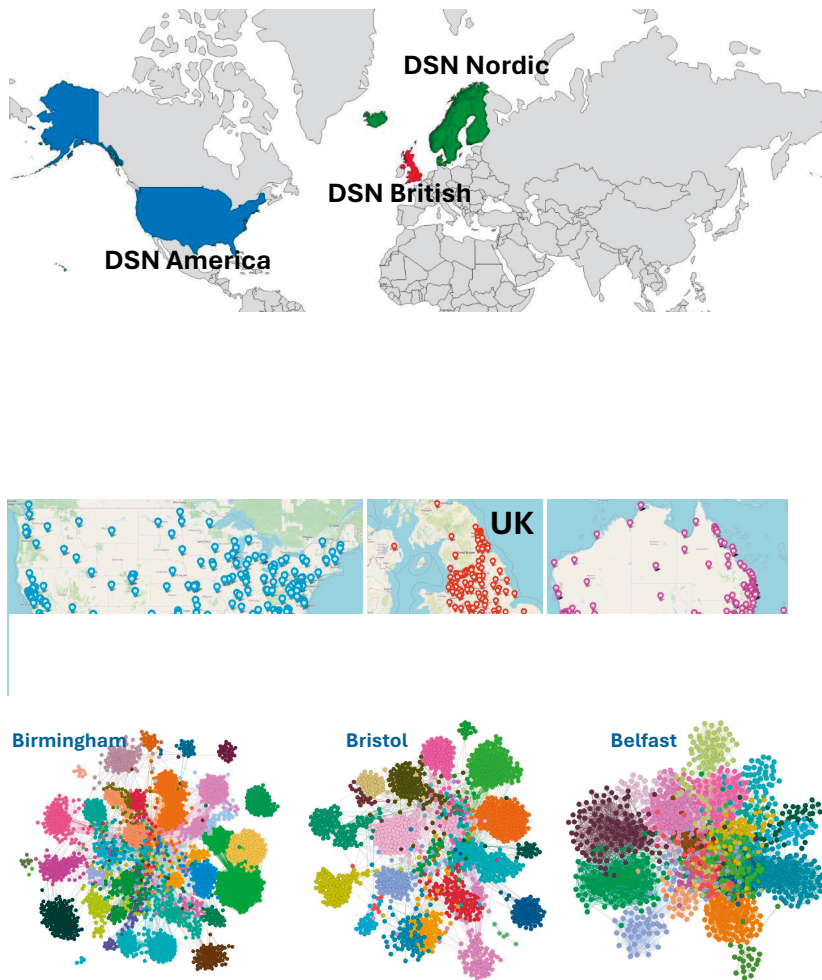 DSN Nordic
DSN British
DSN America
UK
Birmingham
Bristol
Belfast